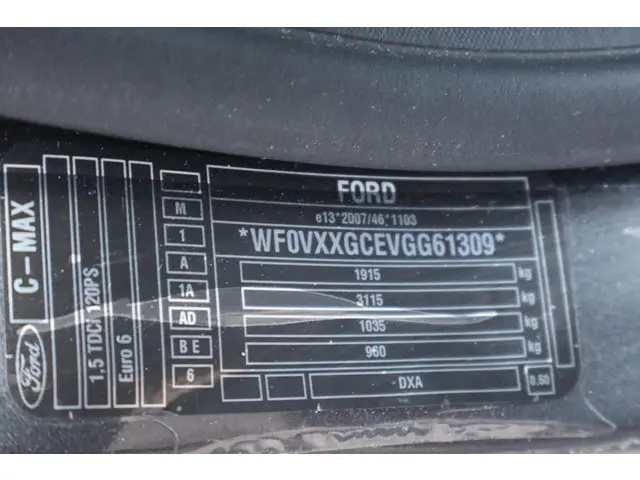 FORD
e13*2007/46*1103
*WF0VXXGCEVGG61309*
1915 kg
3115 kg
1035 kg
960 kg
DXA 0.60
M
1
A
1A
AD
B E
6
C-MAX
Ford
1.5 TDCI 120PS
Euro 6